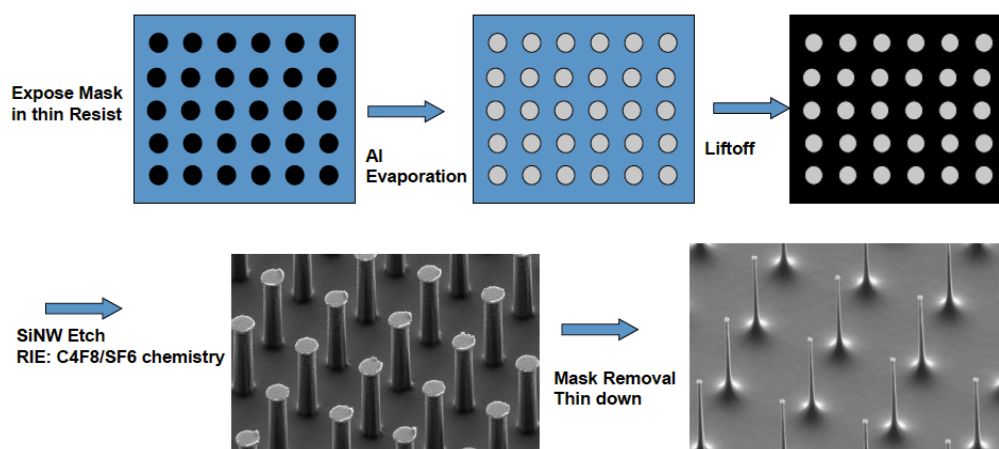 Expose Mask
in thin Resist
Al
Evaporation
Liftoff
SiNW Etch
RIE: C4F8/SF6 chemistry
Mask Removal
Thin down